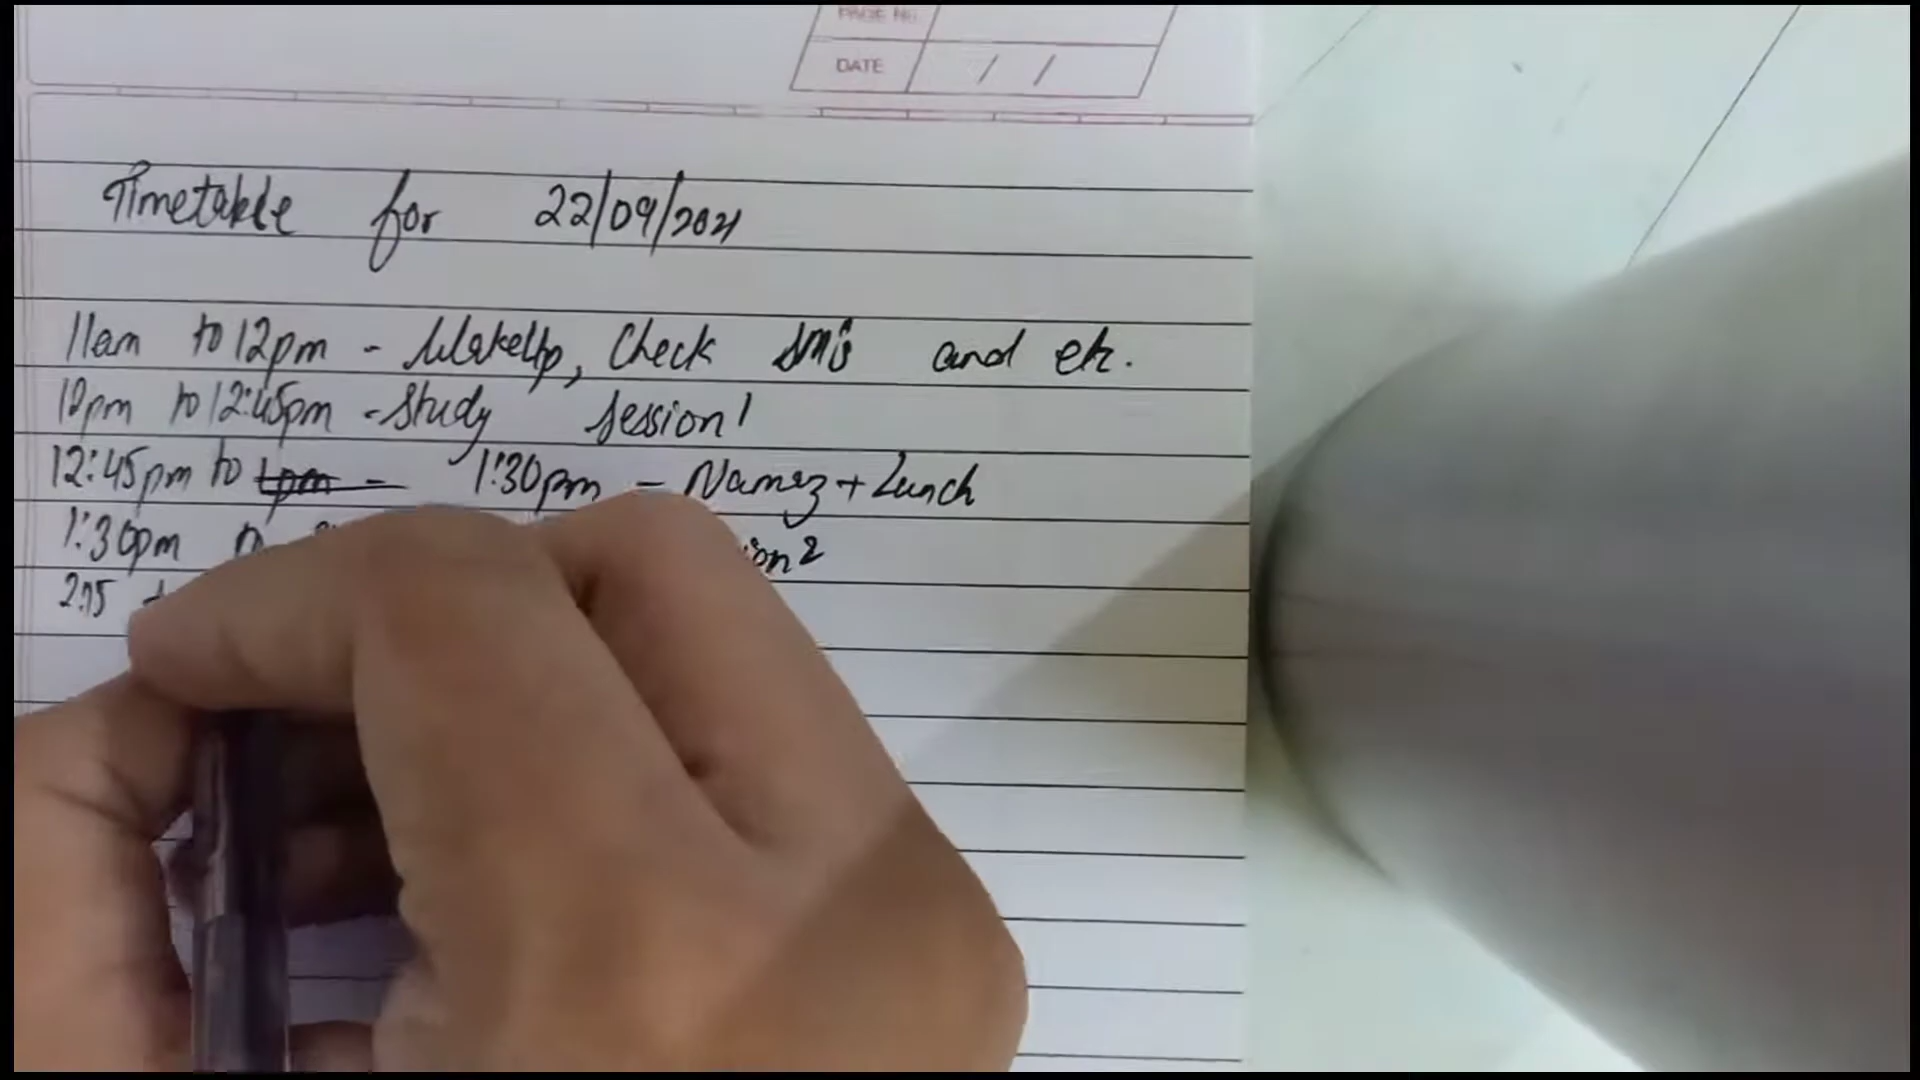 PAGE No.
DATE / /
Timetable for 22/09/2021
11am to 12pm - WakeUp, Check SMS and etc.
12pm to 12:45pm - Study Session 1
12:45pm to 1pm - 1:30pm - Namaz + Lunch
1:30pm 2
2:15